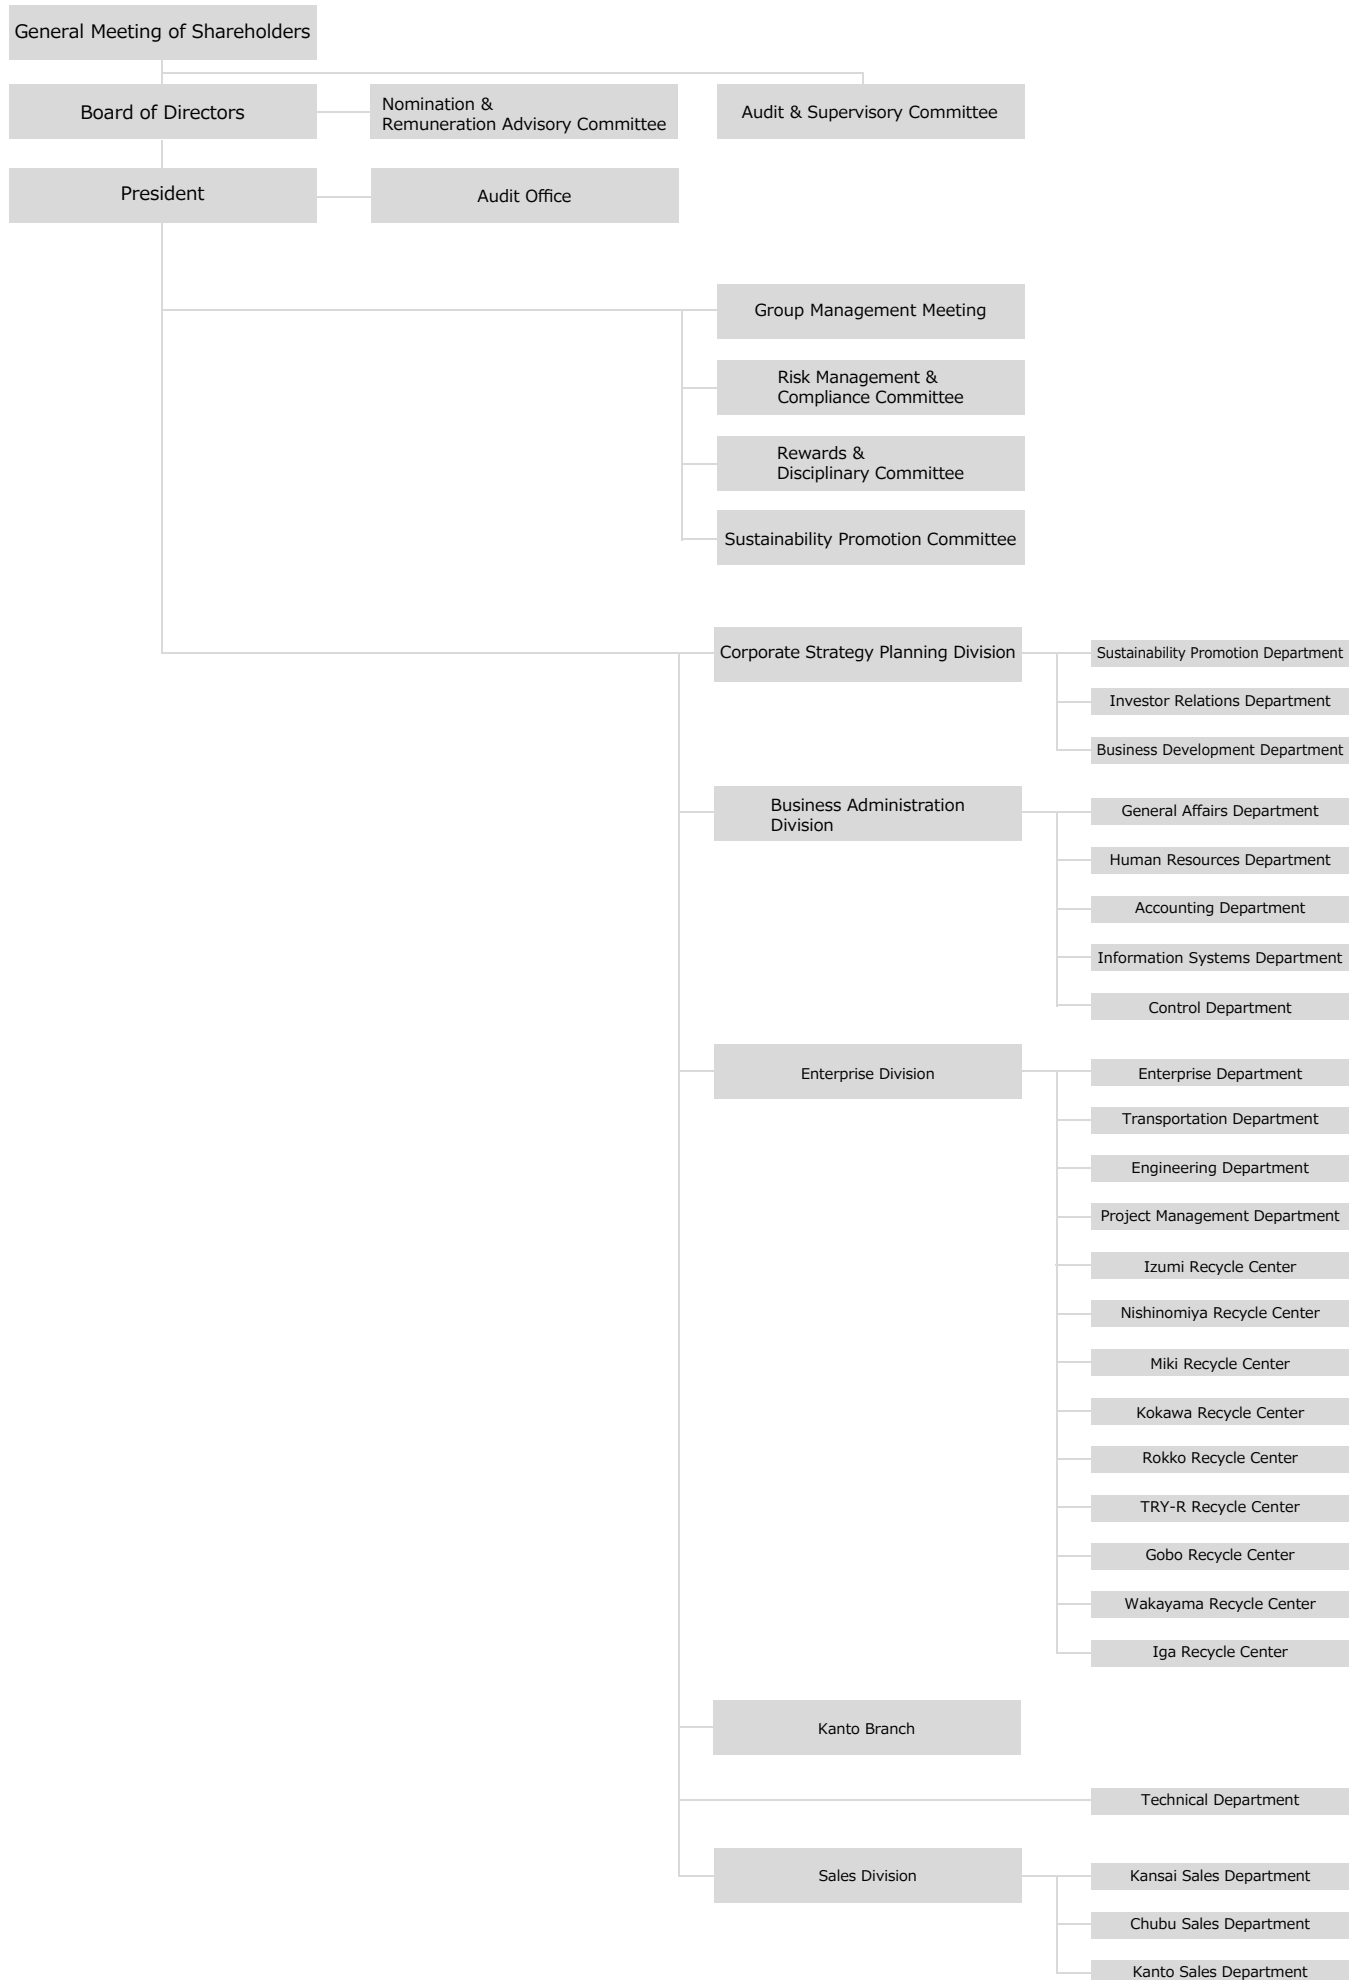 General Meeting of Shareholders
Board of Directors
Nomination &
Remuneration Advisory Committee
Audit & Supervisory Committee
President
Audit Office
Group Management Meeting
Risk Management &
Compliance Committee
Rewards &
Disciplinary Committee
Sustainability Promotion Committee
Corporate Strategy Planning Division
Sustainability Promotion Department
Investor Relations Department
Business Development Department
Business Administration
Division
General Affairs Department
Human Resources Department
Accounting Department
Information Systems Department
Control Department
Enterprise Division
Enterprise Department
Transportation Department
Engineering Department
Project Management Department
Izumi Recycle Center
Nishinomiya Recycle Center
Miki Recycle Center
Kokawa Recycle Center
Rokko Recycle Center
TRY-R Recycle Center
Gobo Recycle Center
Wakayama Recycle Center
Iga Recycle Center
Kanto Branch
Technical Department
Sales Division
Kansai Sales Department
Chubu Sales Department
Kanto Sales Department